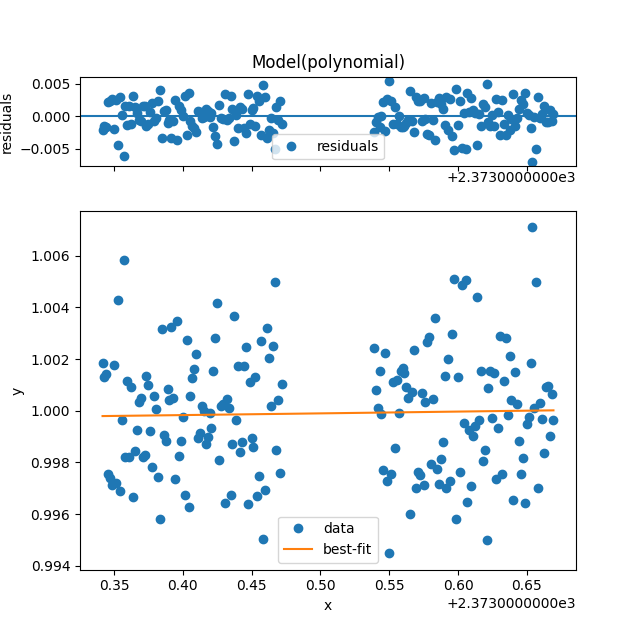 Model(polynomial)
0.005
0.000
−0.005
residuals
residuals
+2.3730000000e3
1.006
1.004
1.002
1.000
0.998
0.996
0.994
y
data
best-fit
0.35 0.40 0.45 0.50 0.55 0.60 0.65
x
+2.3730000000e3